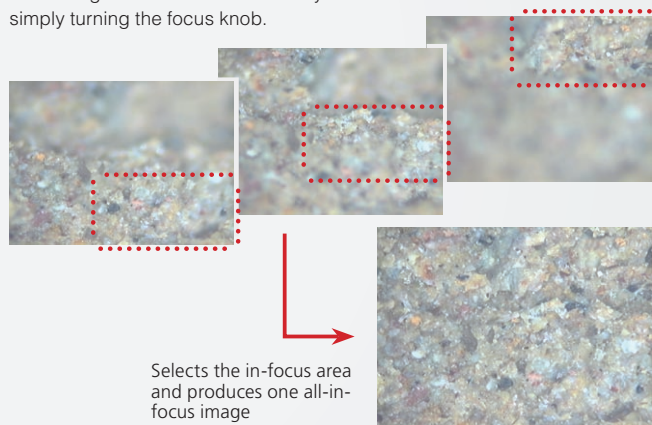 simply turning the focus knob.
Selects the in-focus area
and produces one all-in-
focus image